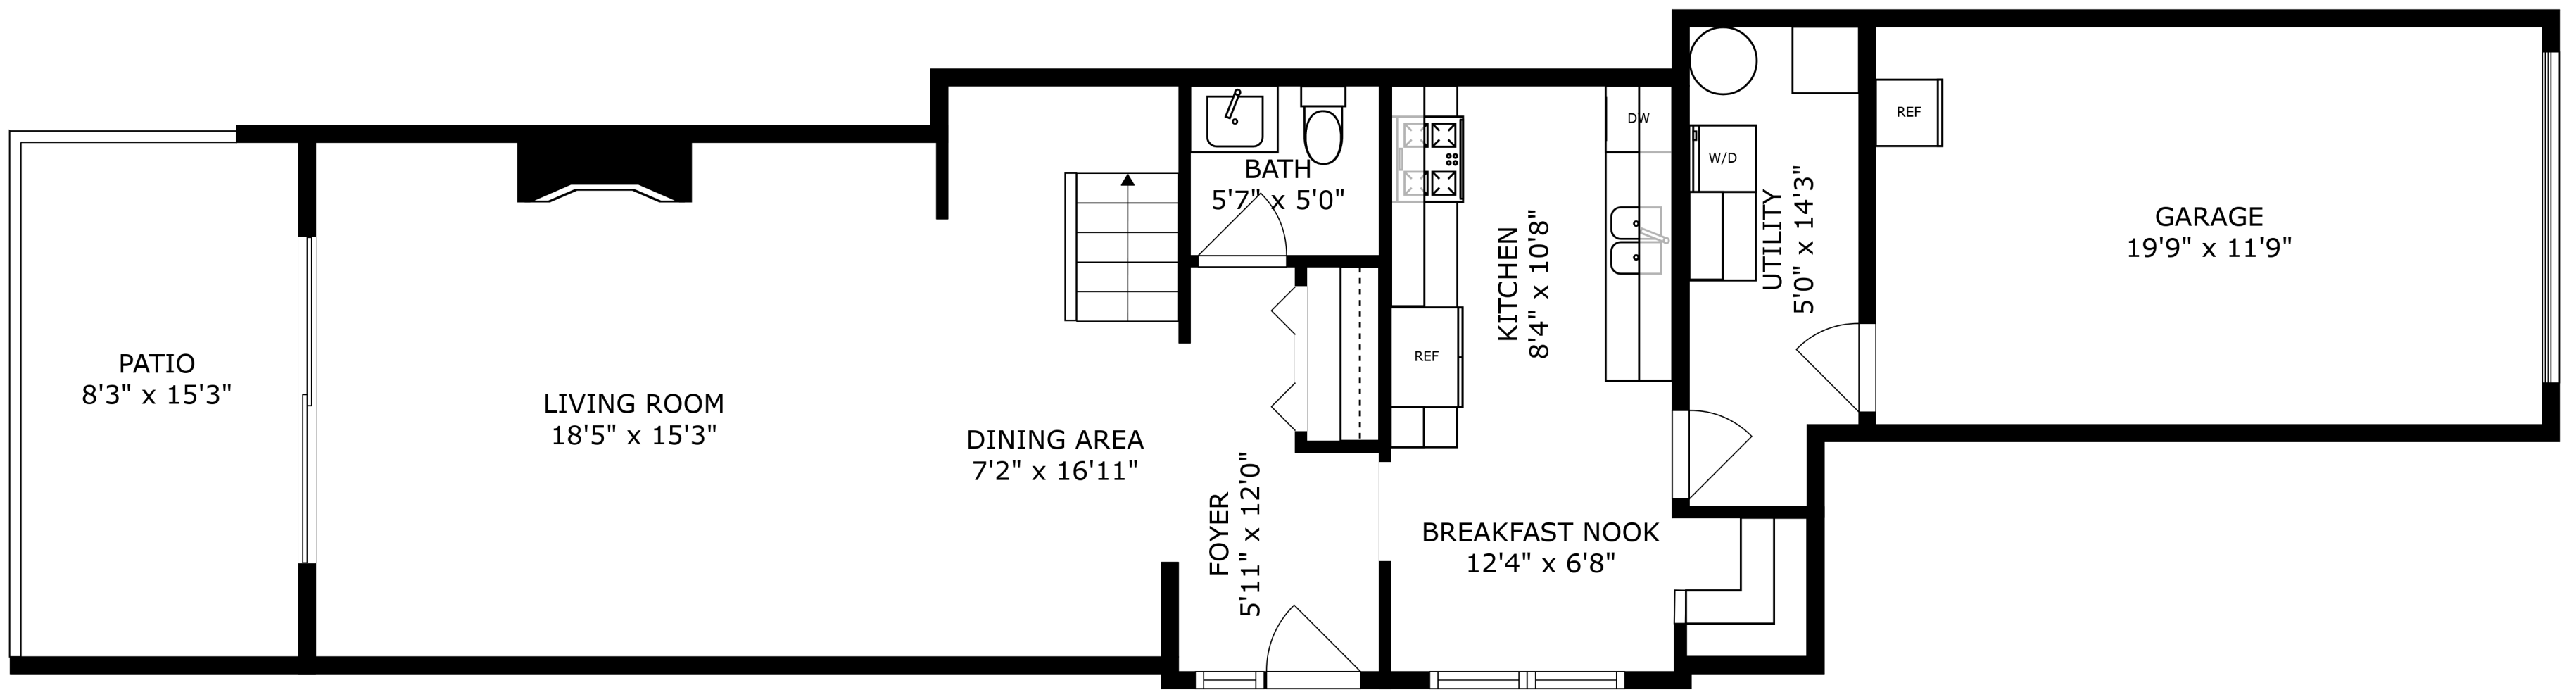 PATIO
8'3" x 15'3"
LIVING ROOM
18'5" x 15'3"
DINING AREA
7'2" x 16'11"
BATH
5'7" x 5'0"
FOYER
5'11" x 12'0"
KITCHEN
8'4" x 10'8"
REF
DW
BREAKFAST NOOK
12'4" x 6'8"
W/D
UTILITY
5'0" x 14'3"
REF
GARAGE
19'9" x 11'9"